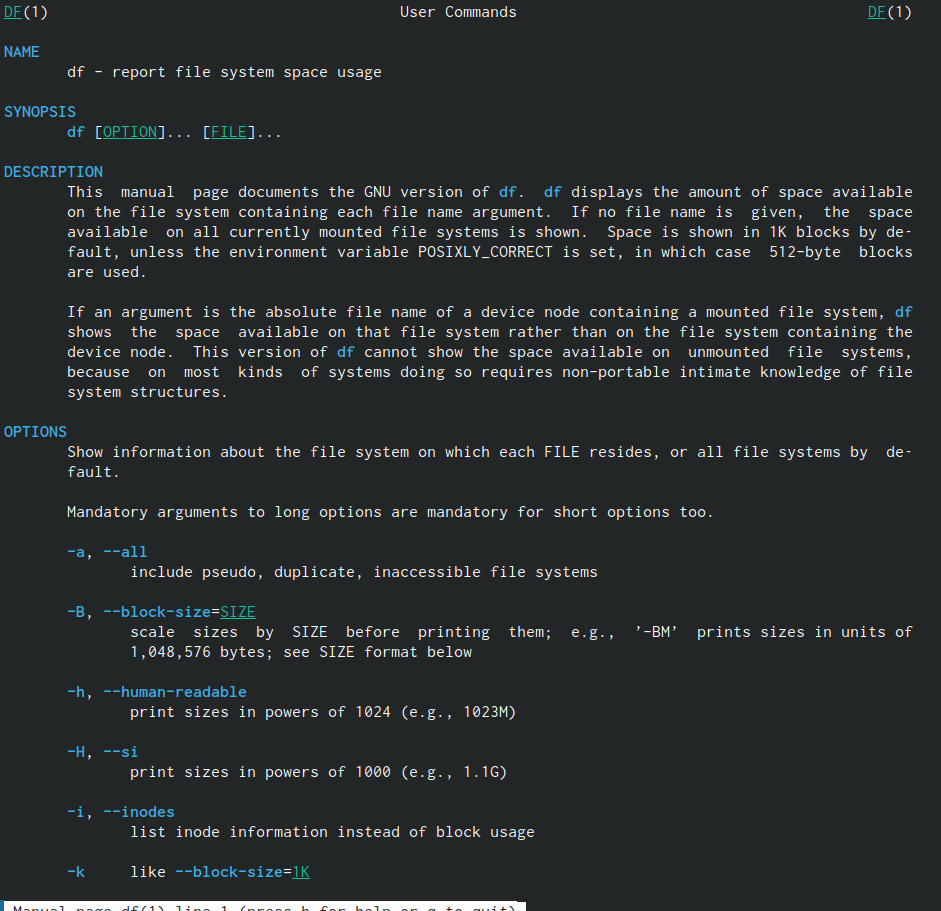 DF(1) User Commands DF(1)
NAME
df - report file system space usage
SYNOPSIS
df [OPTION]... [FILE]...
DESCRIPTION
This manual page documents the GNU version of df. df displays the amount of space available
on the file system containing each file name argument. If no file name is given, the space
available on all currently mounted file systems is shown. Space is shown in 1K blocks by de-
fault, unless the environment variable POSIXLY_CORRECT is set, in which case 512-byte blocks
are used.
If an argument is the absolute file name of a device node containing a mounted file system, df
shows the space available on that file system rather than on the file system containing the
device node. This version of df cannot show the space available on unmounted file systems,
because on most kinds of systems doing so requires non-portable intimate knowledge of file
system structures.
OPTIONS
Show information about the file system on which each FILE resides, or all file systems by de-
fault.
Mandatory arguments to long options are mandatory for short options too.
-a, --all
include pseudo, duplicate, inaccessible file systems
-B, --block-size=SIZE
scale sizes by SIZE before printing them; e.g., ’-BM’ prints sizes in units of
1,048,576 bytes; see SIZE format below
-h, --human-readable
print sizes in powers of 1024 (e.g., 1023M)
-H, --si
print sizes in powers of 1000 (e.g., 1.1G)
-i, --inodes
list inode information instead of block usage
-k like --block-size=1K
Manual page df(1) line 1 (press h for help or q to quit)